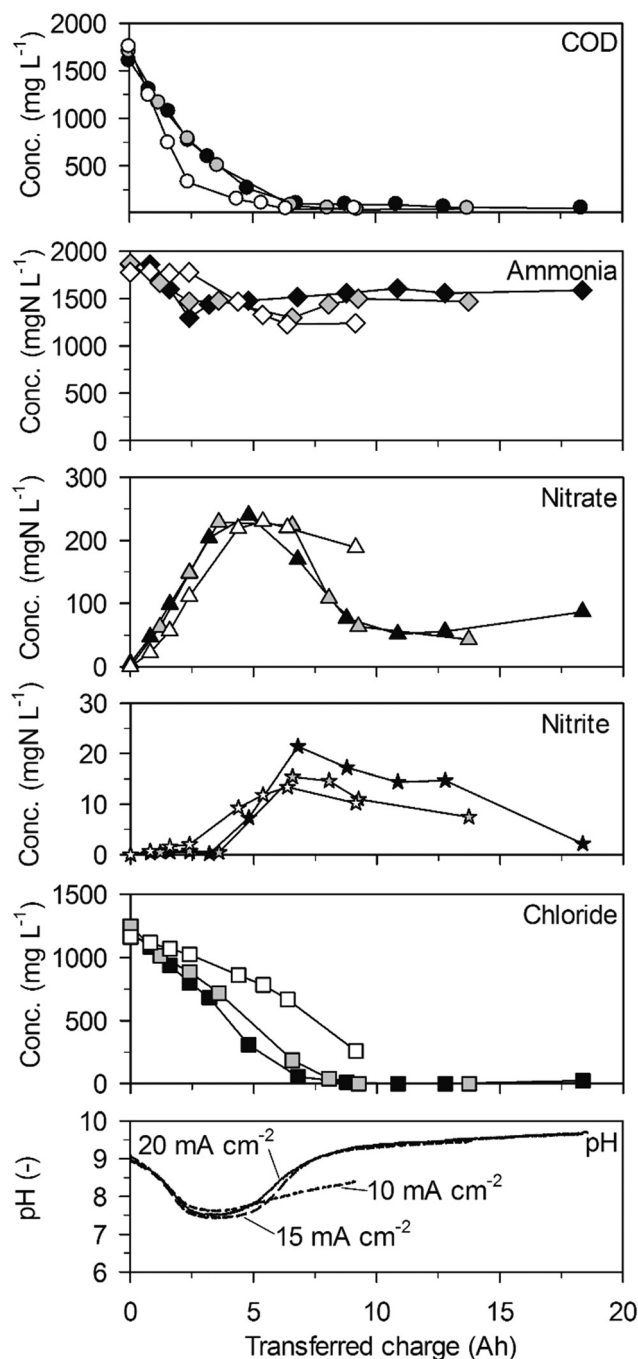 COD
Conc. (mg L⁻¹)
2000
1500
1000
500
Ammonia
Conc. (mgN L⁻¹)
2000
1500
1000
500
0
Nitrate
Conc. (mgN L⁻¹)
300
200
100
0
Nitrite
Conc. (mgN L⁻¹)
30
20
10
0
Chloride
Conc. (mg L⁻¹)
1500
1000
500
0
pH
pH (-)
10
9
8
7
6
20 mA cm⁻²
10 mA cm⁻²
15 mA cm⁻²
0 5 10 15 20
Transferred charge (Ah)